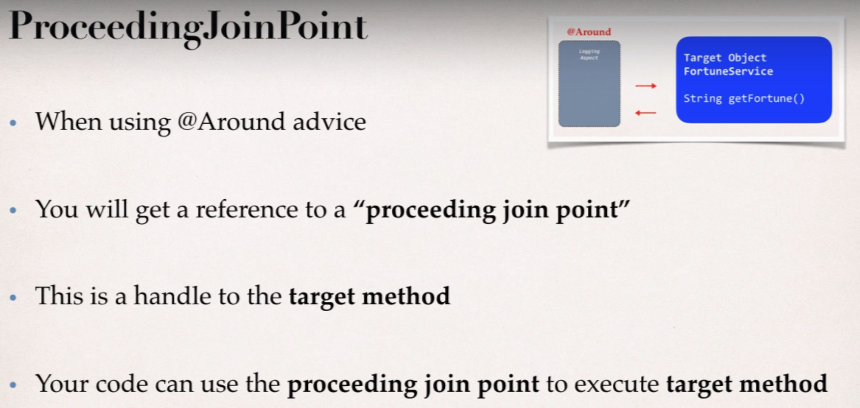 ProceedingJoinPoint
@Around
Logging
Aspect
Target Object
FortuneService
String getFortune()
• When using @Around advice
• You will get a reference to a “proceeding join point”
• This is a handle to the target method
• Your code can use the proceeding join point to execute target method